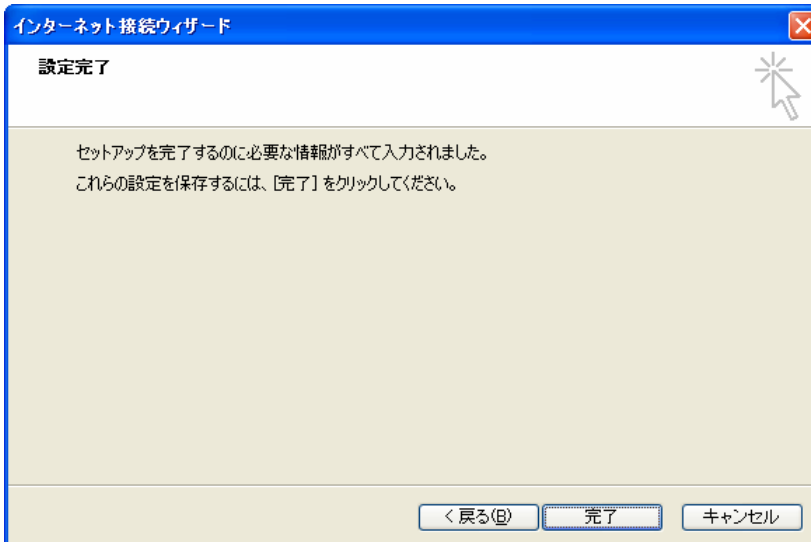 インターネット接続ウィザード
設定完了
セットアップを完了するのに必要な情報がすべて入力されました。
これらの設定を保存するには、[完了] をクリックしてください。
< 戻る(B)
完了
キャンセル